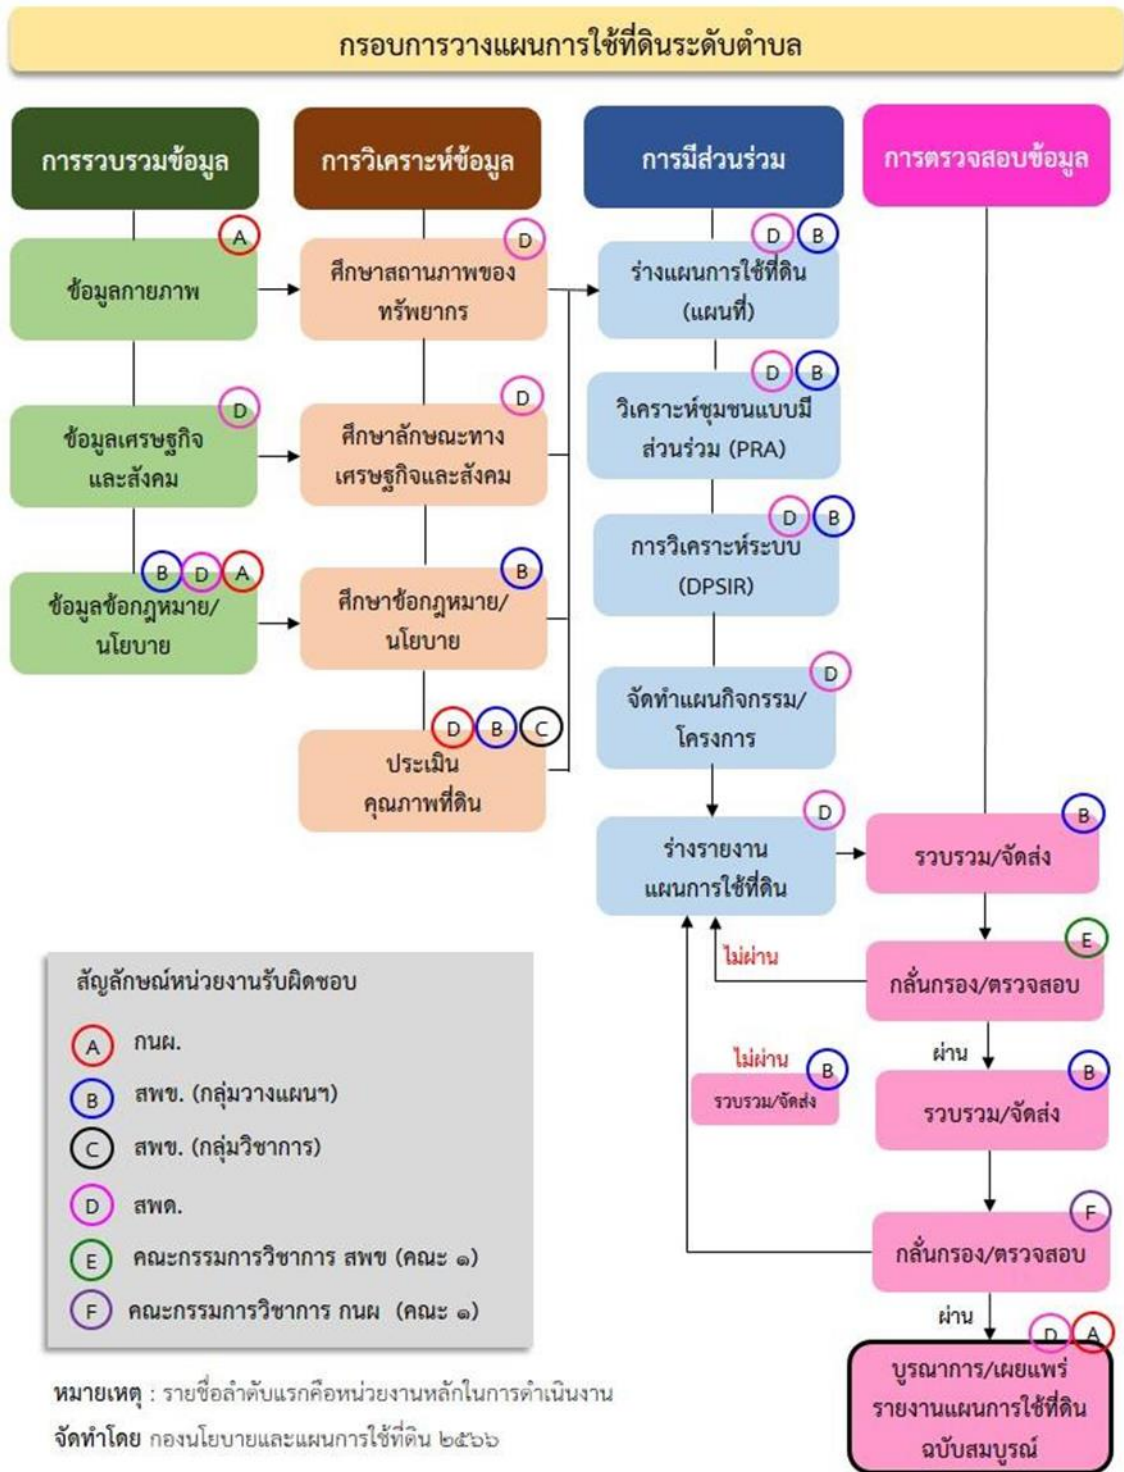 กรอบการวางแผนการใช้ที่ดินระดับตำบล
การรวบรวมข้อมูล
A
ข้อมูลกายภาพ
D
ข้อมูลเศรษฐกิจ
และสังคม
B D A
ข้อมูลข้อกฎหมาย/
นโยบาย
การวิเคราะห์ข้อมูล
D
ศึกษาสถานภาพของ
ทรัพยากร
D
ศึกษาลักษณะทาง
เศรษฐกิจและสังคม
B
ศึกษาข้อกฎหมาย/
นโยบาย
D B C
ประเมิน
คุณภาพที่ดิน
การมีส่วนร่วม
D B
ร่างแผนการใช้ที่ดิน
(แผนที่)
D B
วิเคราะห์ชุมชนแบบมี
ส่วนร่วม (PRA)
D B
การวิเคราะห์ระบบ
(DPSIR)
D
จัดทำแผนกิจกรรม/
โครงการ
D
ร่างรายงาน
แผนการใช้ที่ดิน
การตรวจสอบข้อมูล
B
รวบรวม/จัดส่ง
E
กลั่นกรอง/ตรวจสอบ
ไม่ผ่าน
ผ่าน
B
รวบรวม/จัดส่ง
ไม่ผ่าน
B
รวบรวม/จัดส่ง
F
กลั่นกรอง/ตรวจสอบ
ผ่าน
D A
บูรณาการ/เผยแพร่
รายงานแผนการใช้ที่ดิน
ฉบับสมบูรณ์
สัญลักษณ์หน่วยงานรับผิดชอบ
A กนผ.
B สพข. (กลุ่มวางแผนฯ)
C สพข. (กลุ่มวิชาการ)
D สพด.
E คณะกรรมการวิชาการ สพข (คณะ ๑)
F คณะกรรมการวิชาการ กนผ (คณะ ๑)
หมายเหตุ : รายชื่อลำดับแรกคือหน่วยงานหลักในการดำเนินงาน
จัดทำโดย กองนโยบายและแผนการใช้ที่ดิน ๒๕๖๖